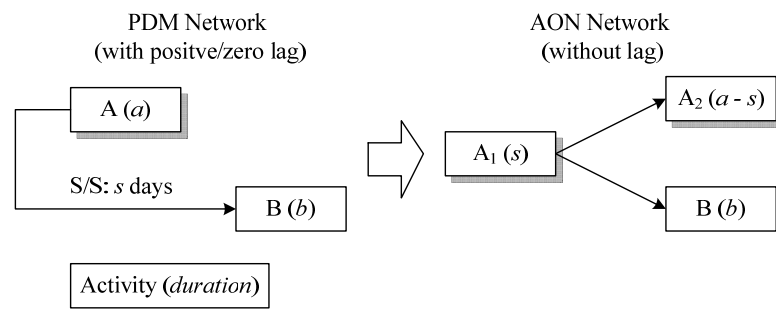 PDM Network
(with positve/zero lag)
A (a)
S/S: s days
B (b)
Activity (duration)
AON Network
(without lag)
A₁ (s)
A₂ (a - s)
B (b)